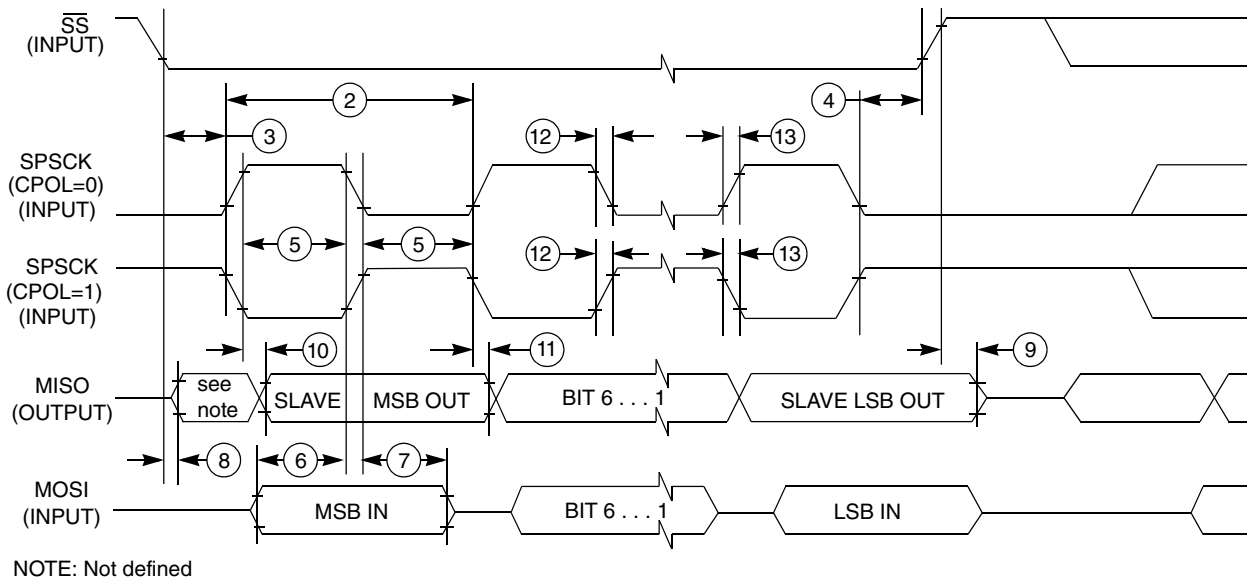 SS
(INPUT)
2
4
3
12
13
SPSCK
(CPOL=0)
(INPUT)
5
5
12
13
SPSCK
(CPOL=1)
(INPUT)
10
11
9
MISO
(OUTPUT)
see
note
SLAVE
MSB OUT
BIT 6 . . . 1
SLAVE LSB OUT
8
6
7
MOSI
(INPUT)
MSB IN
BIT 6 . . . 1
LSB IN
NOTE: Not defined